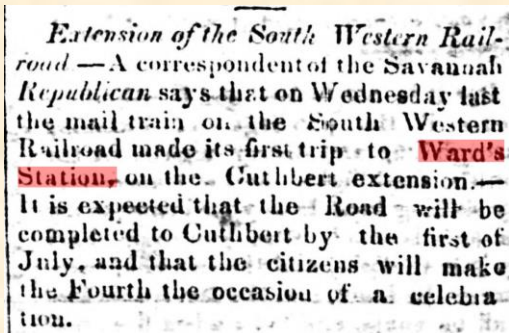 Extension of the South Western Rail-
road.—A correspondent of the Savannah
Republican says that on Wednesday last
the mail train on the South Western
Railroad made its first trip to Ward's
Station, on the Cuthbert extension.—
It is expected that the Road will be
completed to Cuthbert by the first of
July, and that the citizens will make
the Fourth the occasion of a celebra
tion.